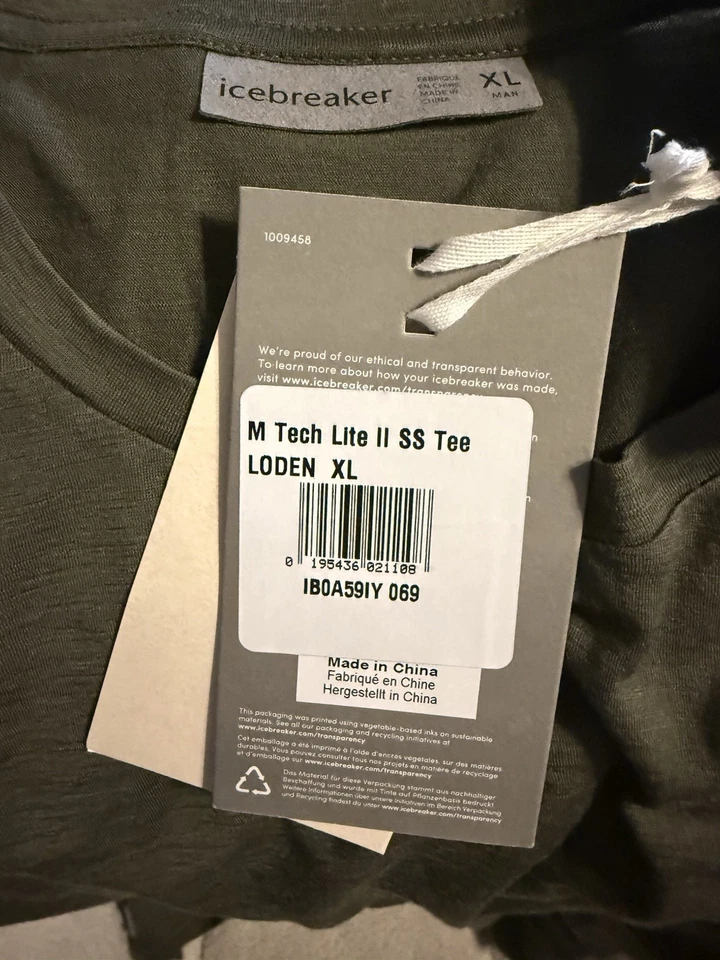 icebreaker
FABRIQUÉ
EN CHINE
MADE IN
CHINA
XL
MAN
1009458
We're proud of our ethical and transparent behavior.
To learn more about how your icebreaker was made,
visit www.icebreaker.com/transparency
M Tech Lite II SS Tee
LODEN XL
0 195436 021108
IB0A59IY 069
Made in China
Fabriqué en Chine
Hergestellt in China
This packaging was printed using vegetable-based inks on sustainable
materials. See all our packaging and recycling initiatives at
www.icebreaker.com/transparency
Cet emballage a été imprimé à l'aide d'encres végétales, sur des matières
durables. Vous pouvez consulter tous nos projets en matière de recyclage
et d'emballage sur www.icebreaker.com/transparency
Das Material für diese Verpackung stammt aus nachhaltiger
Beschaffung und wurde mit Tinte auf Pflanzenbasis bedruckt.
Weitere Informationen über unsere Initiativen im Bereich Verpackung
und Recycling findest du unter www.icebreaker.com/transparency